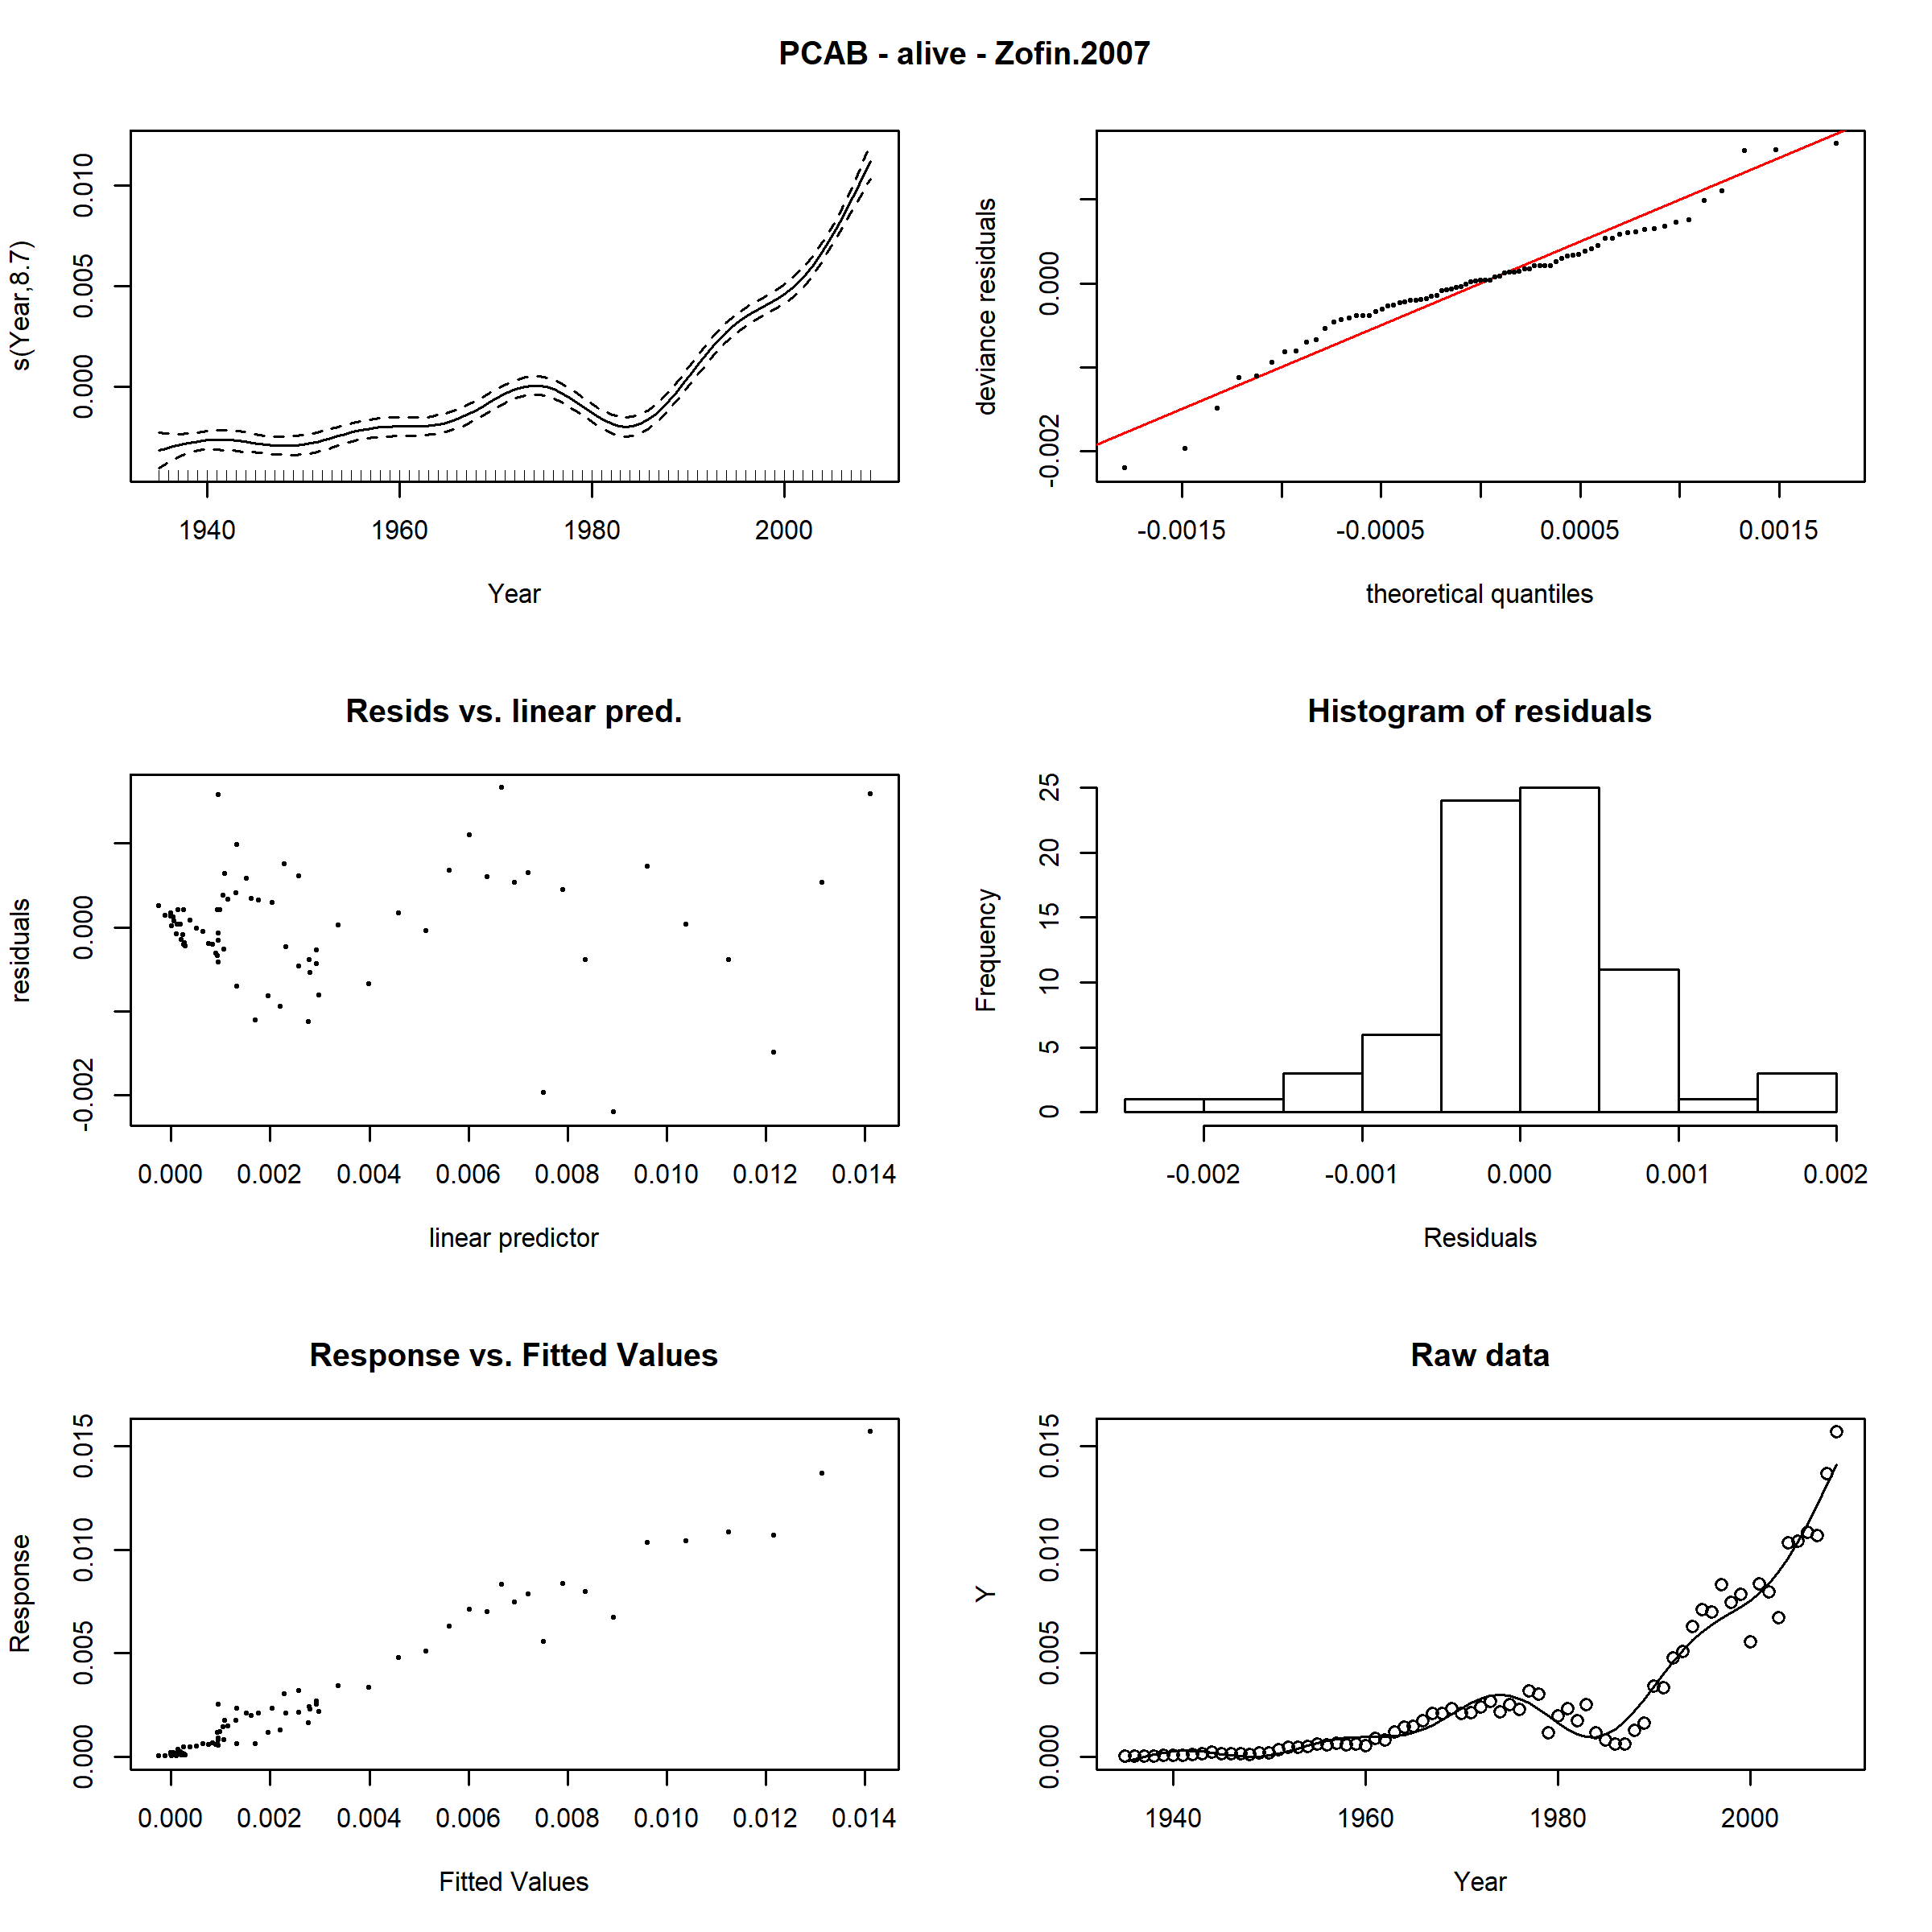 PCAB - alive - Zofin.2007
s(Year,8.7)
0.000 0.005 0.010
1940 1960 1980 2000
Year
deviance residuals
-0.002 0.000
-0.0015 -0.0005 0.0005 0.0015
theoretical quantiles
Resids vs. linear pred.
residuals
-0.002 0.000
0.000 0.002 0.004 0.006 0.008 0.010 0.012 0.014
linear predictor
Histogram of residuals
Frequency
0 5 10 15 20 25
-0.002 -0.001 0.000 0.001 0.002
Residuals
Response vs. Fitted Values
Response
0.000 0.005 0.010 0.015
0.000 0.002 0.004 0.006 0.008 0.010 0.012 0.014
Fitted Values
Raw data
Y
0.000 0.005 0.010 0.015
1940 1960 1980 2000
Year